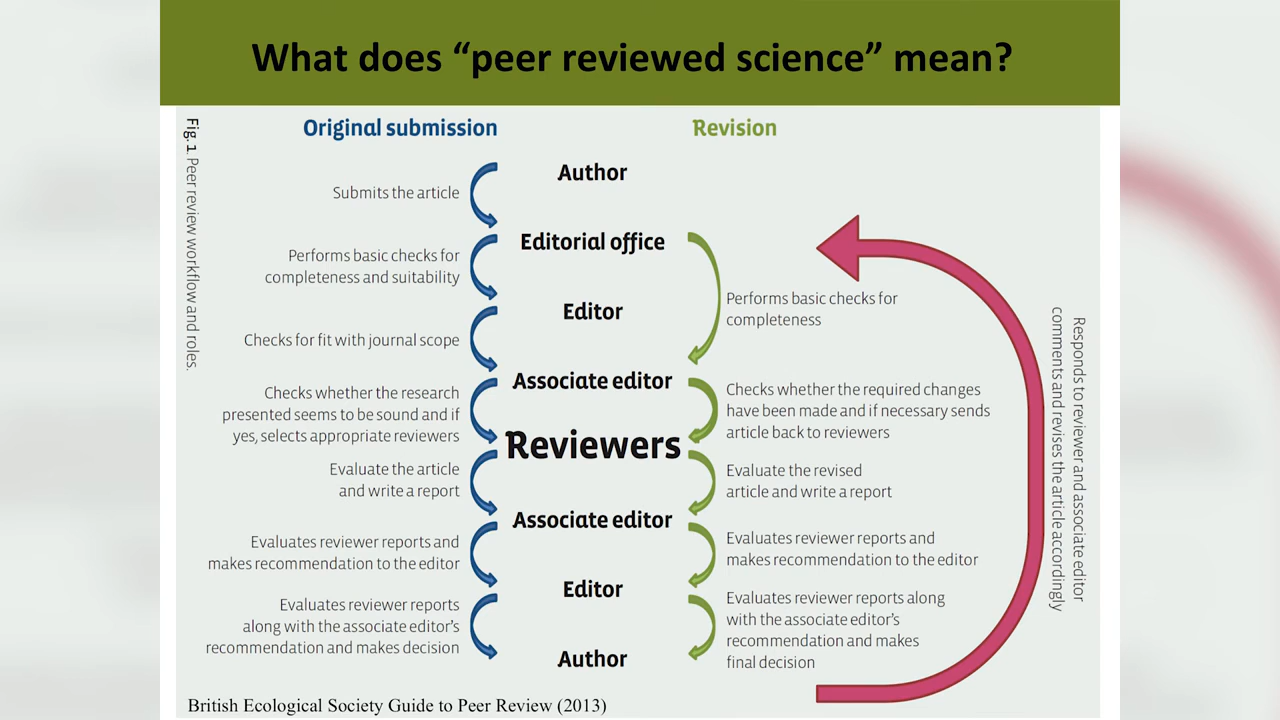 What does “peer reviewed science” mean?
Fig. 1. Peer review workflow and roles.
Original submission
Revision
Author
Submits the article
Editorial office
Performs basic checks for
completeness and suitability
Performs basic checks for
completeness
Editor
Checks for fit with journal scope
Associate editor
Checks whether the research
presented seems to be sound and if
yes, selects appropriate reviewers
Checks whether the required changes
have been made and if necessary sends
article back to reviewers
Reviewers
Evaluate the article
and write a report
Evaluate the revised
article and write a report
Associate editor
Evaluates reviewer reports and
makes recommendation to the editor
Evaluates reviewer reports and
makes recommendation to the editor
Editor
Evaluates reviewer reports
along with the associate editor’s
recommendation and makes decision
Evaluates reviewer reports along
with the associate editor’s
recommendation and makes
final decision
Author
Responds to reviewer and associate editor
comments and revises the article accordingly
British Ecological Society Guide to Peer Review (2013)